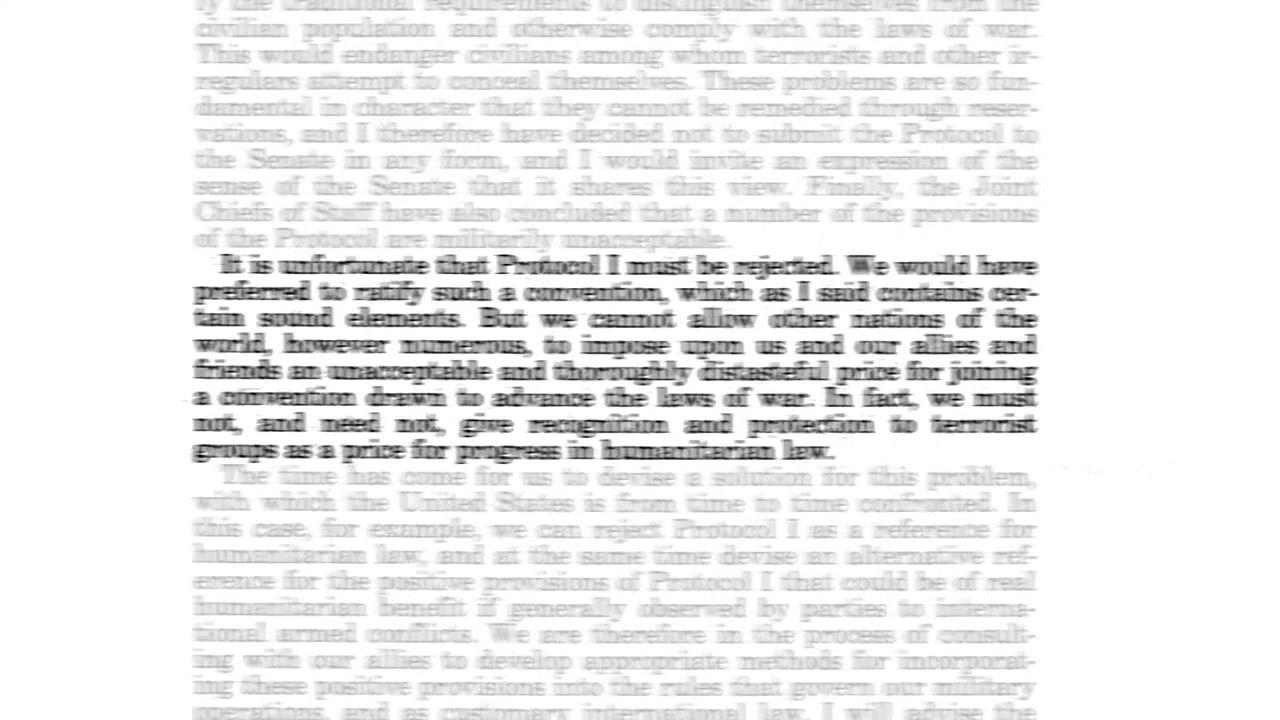 by the traditional requirements to distinguish themselves from the
civilian population and otherwise comply with the laws of war.
This would endanger civilians among whom terrorists and other ir-
regulars attempt to conceal themselves. These problems are so fun-
damental in character that they cannot be remedied through reser-
vations, and I therefore have decided not to submit the Protocol to
the Senate in any form, and I would invite an expression of the
sense of the Senate that it shares this view. Finally, the Joint
Chiefs of Staff have also concluded that a number of the provisions
of the Protocol are militarily unacceptable.
It is unfortunate that Protocol I must be rejected. We would have
preferred to ratify such a convention, which as I said contains cer-
tain sound elements. But we cannot allow other nations of the
world, however numerous, to impose upon us and our allies and
friends an unacceptable and thoroughly distasteful price for joining
a convention drawn to advance the laws of war. In fact, we must
not, and need not, give recognition and protection to terrorist
groups as a price for progress in humanitarian law.
The time has come for us to devise a solution for this problem,
with which the United States is from time to time confronted. In
this case, for example, we can reject Protocol I as a reference for
humanitarian law, and at the same time devise an alternative ref-
erence for the positive provisions of Protocol I that could be of real
humanitarian benefit if generally observed by parties to interna-
tional armed conflicts. We are therefore in the process of consult-
ing with our allies to develop appropriate methods for incorporat-
ing these positive provisions into the rules that govern our military
operations, and as customary international law. I will advise the